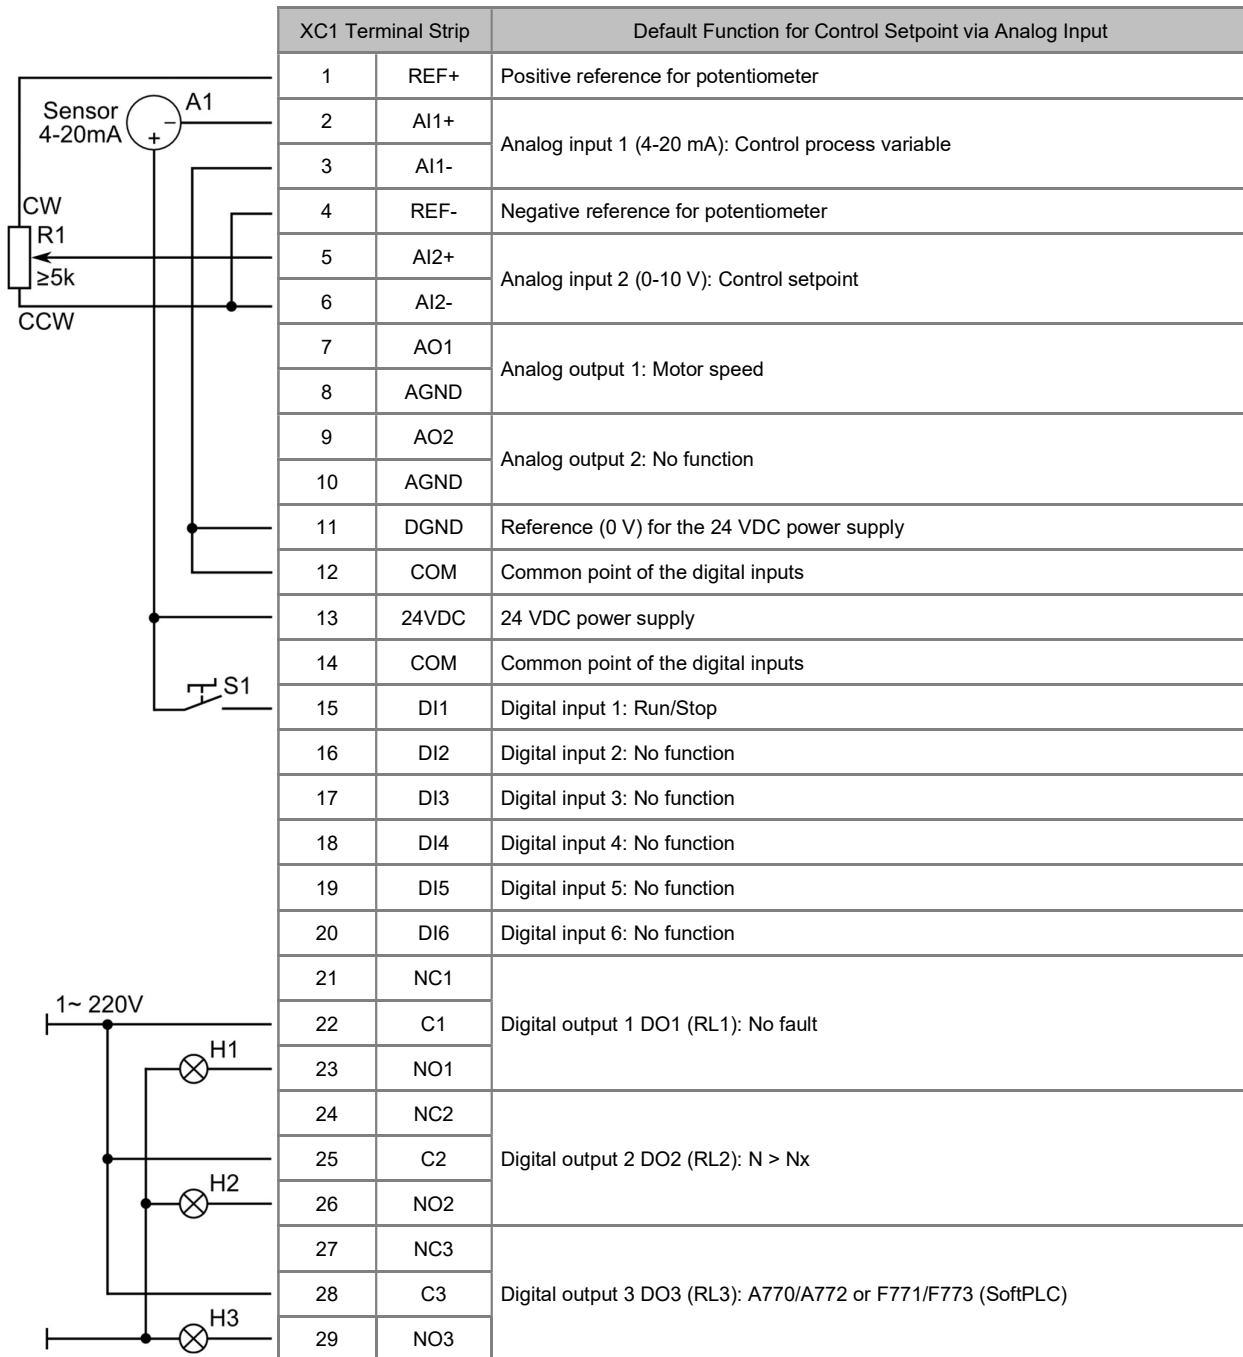 XC1 Terminal Strip Default Function for Control Setpoint via Analog Input
1 REF+ Positive reference for potentiometer
Sensor
4-20mA
A1
+
−
2 AI1+
Analog input 1 (4-20 mA): Control process variable
3 AI1-
CW
4 REF- Negative reference for potentiometer
R1
≥5k
5 AI2+
Analog input 2 (0-10 V): Control setpoint
6 AI2-
CCW
7 AO1
Analog output 1: Motor speed
8 AGND
9 AO2
Analog output 2: No function
10 AGND
11 DGND Reference (0 V) for the 24 VDC power supply
12 COM Common point of the digital inputs
13 24VDC 24 VDC power supply
14 COM Common point of the digital inputs
S1
15 DI1 Digital input 1: Run/Stop
16 DI2 Digital input 2: No function
17 DI3 Digital input 3: No function
18 DI4 Digital input 4: No function
19 DI5 Digital input 5: No function
20 DI6 Digital input 6: No function
21 NC1
1~ 220V
22 C1 Digital output 1 DO1 (RL1): No fault
H1
23 NO1
24 NC2
25 C2 Digital output 2 DO2 (RL2): N > Nx
H2
26 NO2
27 NC3
28 C3 Digital output 3 DO3 (RL3): A770/A772 or F771/F773 (SoftPLC)
H3
29 NO3